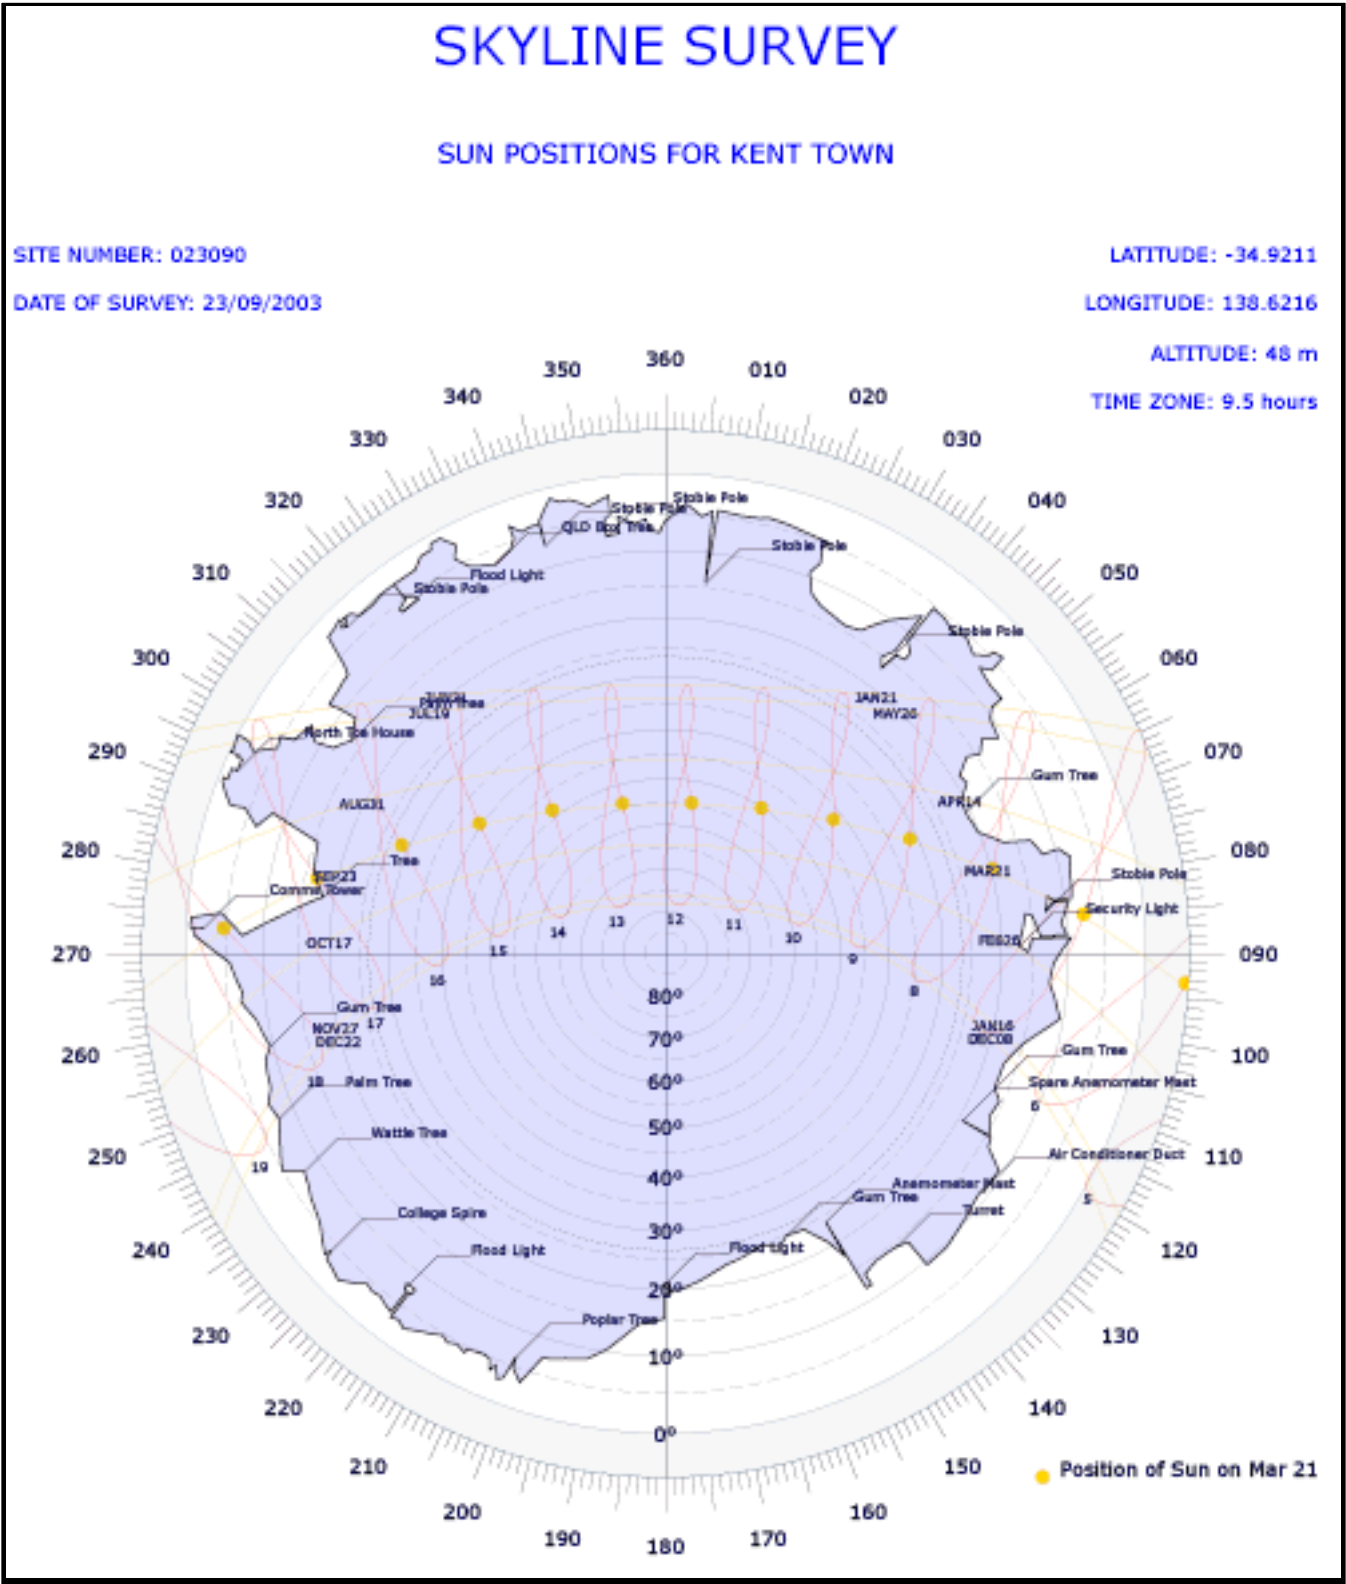 SKYLINE SURVEY
SUN POSITIONS FOR KENT TOWN
SITE NUMBER: 023090
LATITUDE: -34.9211
DATE OF SURVEY: 23/09/2003
LONGITUDE: 138.6216
ALTITUDE: 48 m
TIME ZONE: 9.5 hours
360
350
010
340
020
330
030
320
040
310
050
300
060
290
070
280
080
270
090
260
100
250
110
240
120
230
130
220
140
210
150
200
160
190
170
180
Stobie Pole
Stobie Pole
QLD Box Tree
Stobie Pole
Flood Light
Stobie Pole
Stobie Pole
JUN21
Palm Tree
JUL19
JAN21
MAY26
North Toe House
Gum Tree
AUG31
APR14
Tree
SEP23
MAR21
Stobie Pole
Comms Tower
Security Light
12
11
10
13
14
15
9
16
8
OCT17
FEB26
80°
Gum Tree
17
NOV27
DEC22
JAN16
DEC08
70°
Gum Tree
60°
18
Palm Tree
Spare Anemometer Mast
6
50°
Wattle Tree
19
Air Conditioner Duct
40°
Anemometer Mast
Gum Tree
5
College Spire
Turret
30°
Flood Light
Flood Light
20°
Poplar Tree
10°
0°
Position of Sun on Mar 21